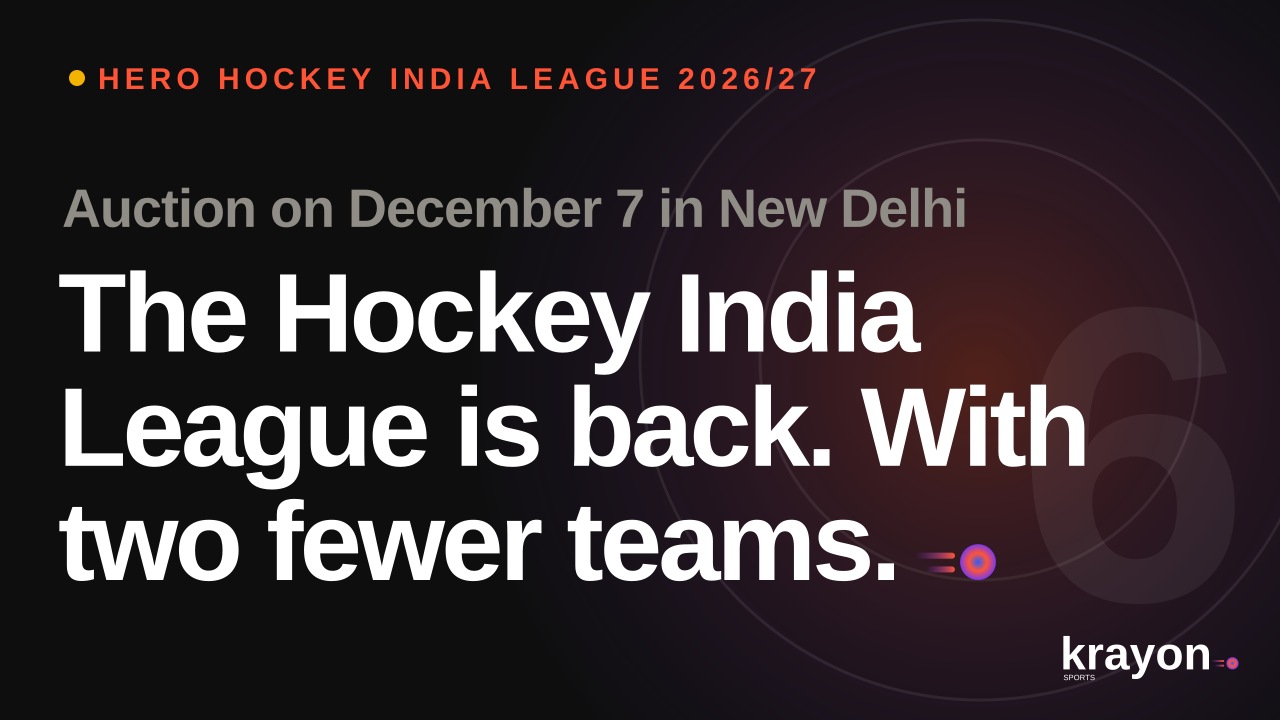 HERO HOCKEY INDIA LEAGUE 2026/27
Auction on December 7 in New Delhi
The Hockey India
League is back. With
two fewer teams.
6
krayon
SPORTS